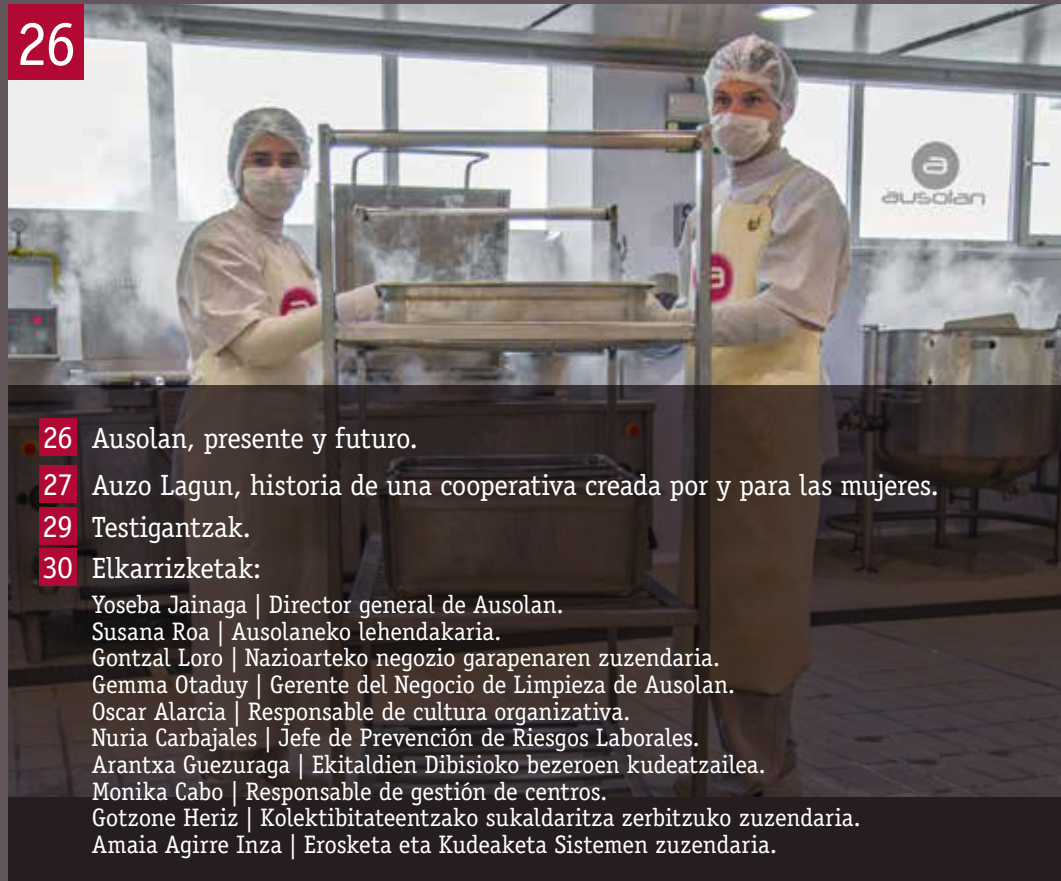 26
a
ausolan
a
a
26 Ausolan, presente y futuro.
27 Auzo Lagun, historia de una cooperativa creada por y para las mujeres.
29 Testigantzak.
30 Elkarrizketak:
Yoseba Jainaga | Director general de Ausolan.
Susana Roa | Ausolaneko lehendakaria.
Gontzal Loro | Nazioarteko negozio garapenaren zuzendaria.
Gemma Otaduy | Gerente del Negocio de Limpieza de Ausolan.
Oscar Alarcia | Responsable de cultura organizativa.
Nuria Carbajales | Jefe de Prevención de Riesgos Laborales.
Arantxa Guezuraga | Ekitaldien Dibisioko bezeroen kudeatzailea.
Monika Cabo | Responsable de gestión de centros.
Gotzone Heriz | Kolektibitateentzako sukaldaritza zerbitzuko zuzendaria.
Amaia Agirre Inza | Erosketa eta Kudeaketa Sistemen zuzendaria.